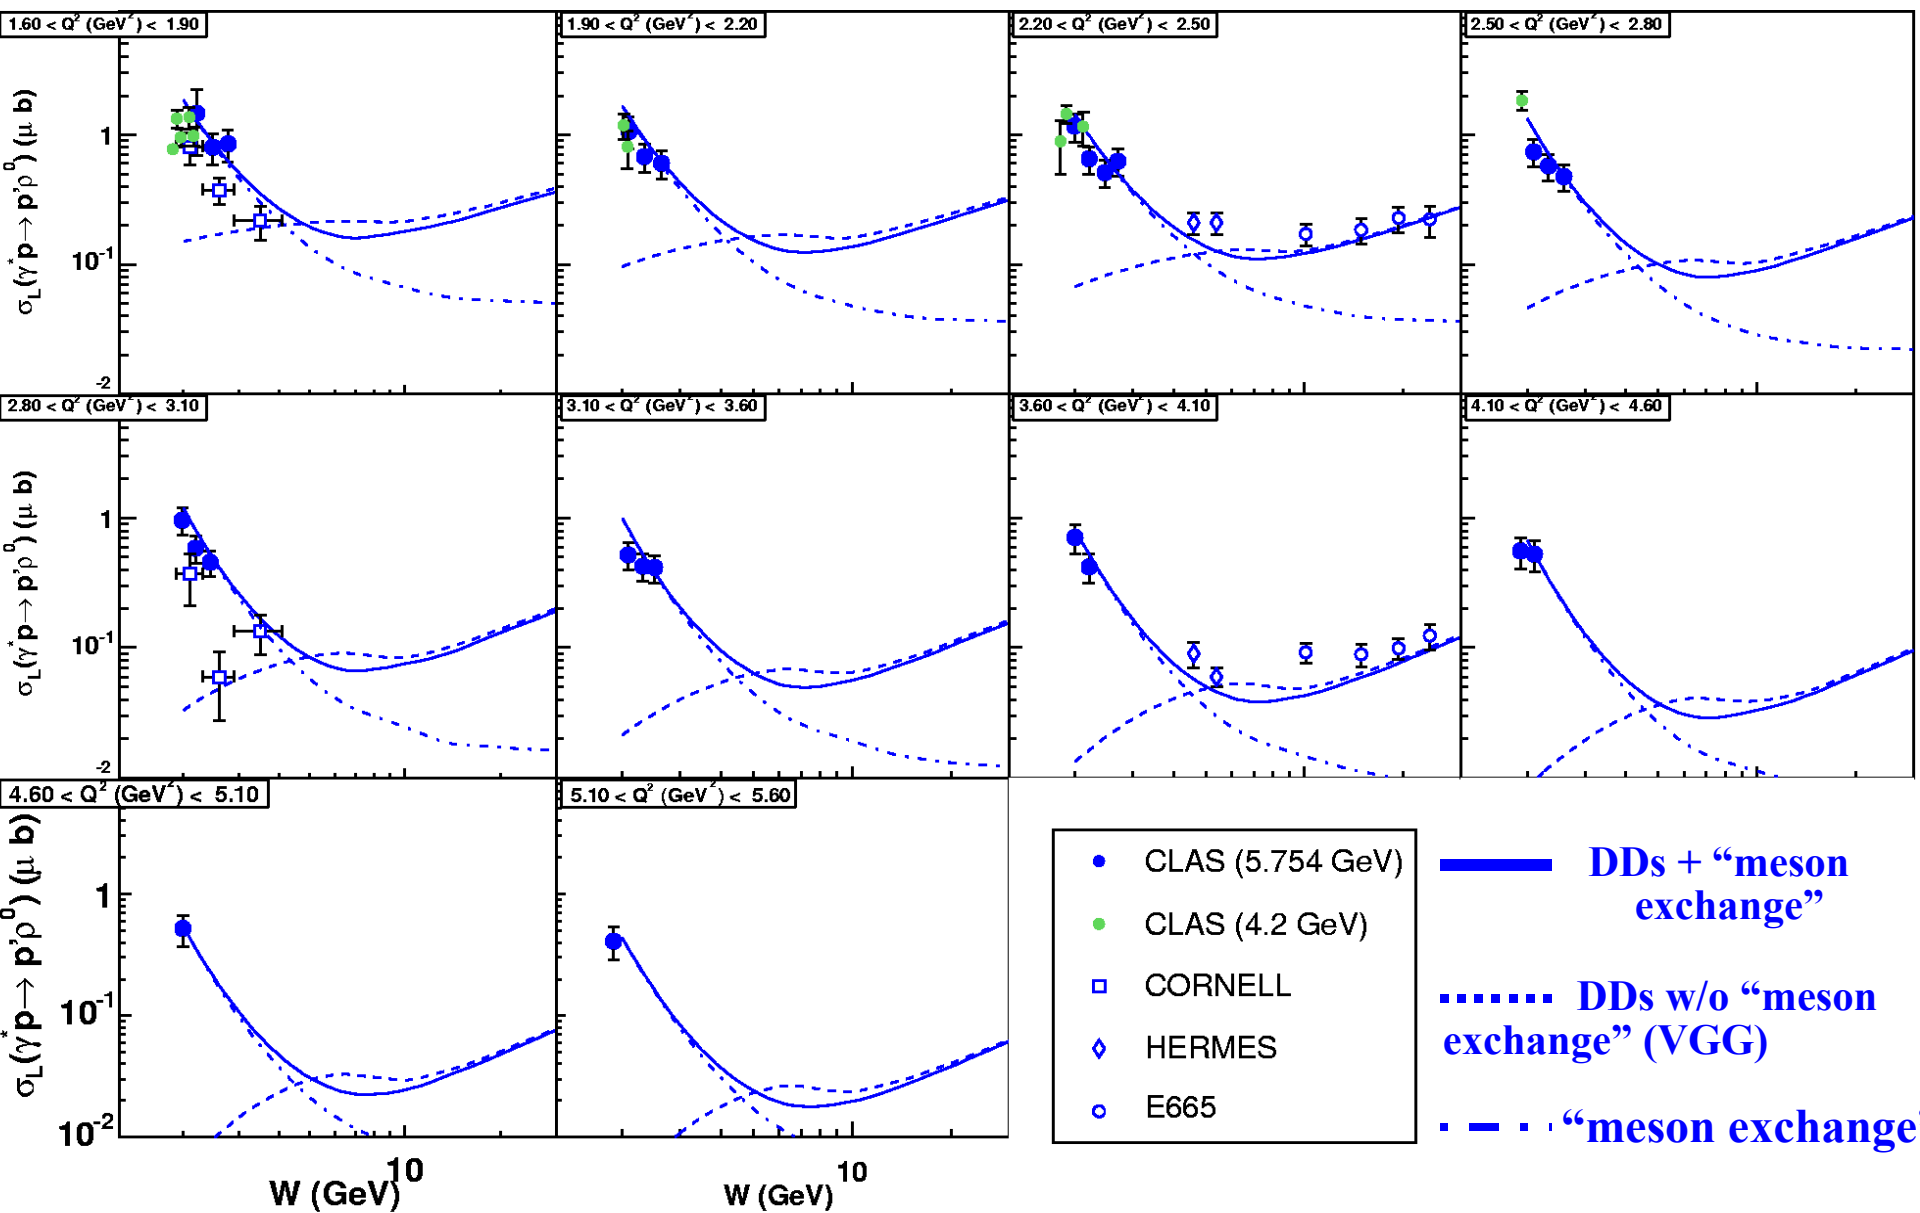 1.60 < Q² (GeV²) < 1.90
1.90 < Q² (GeV²) < 2.20
2.20 < Q² (GeV²) < 2.50
2.50 < Q² (GeV²) < 2.80
σL(γ*p→ p'ρ⁰) (μ b)
1
10⁻¹
-2
2.80 < Q² (GeV²) < 3.10
3.10 < Q² (GeV²) < 3.60
3.60 < Q² (GeV²) < 4.10
4.10 < Q² (GeV²) < 4.60
σL(γ*p→ p'ρ⁰) (μ b)
1
10⁻¹
-2
4.60 < Q² (GeV²) < 5.10
5.10 < Q² (GeV²) < 5.60
σL(γ*p→ p'ρ⁰) (μ b)
1
10⁻¹
10⁻²
10
W (GeV)
10
W (GeV)
CLAS (5.754 GeV)
CLAS (4.2 GeV)
CORNELL
HERMES
E665
DDs + “meson
exchange”
DDs w/o “meson
exchange” (VGG)
“meson exchange